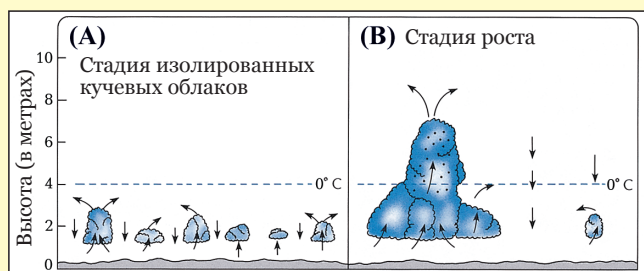 (A)
Стадия изолированных
кучевых облаков
(B) Стадия роста
Высота (в метрах)
10
8
6
4
2
0
0° C
0° C